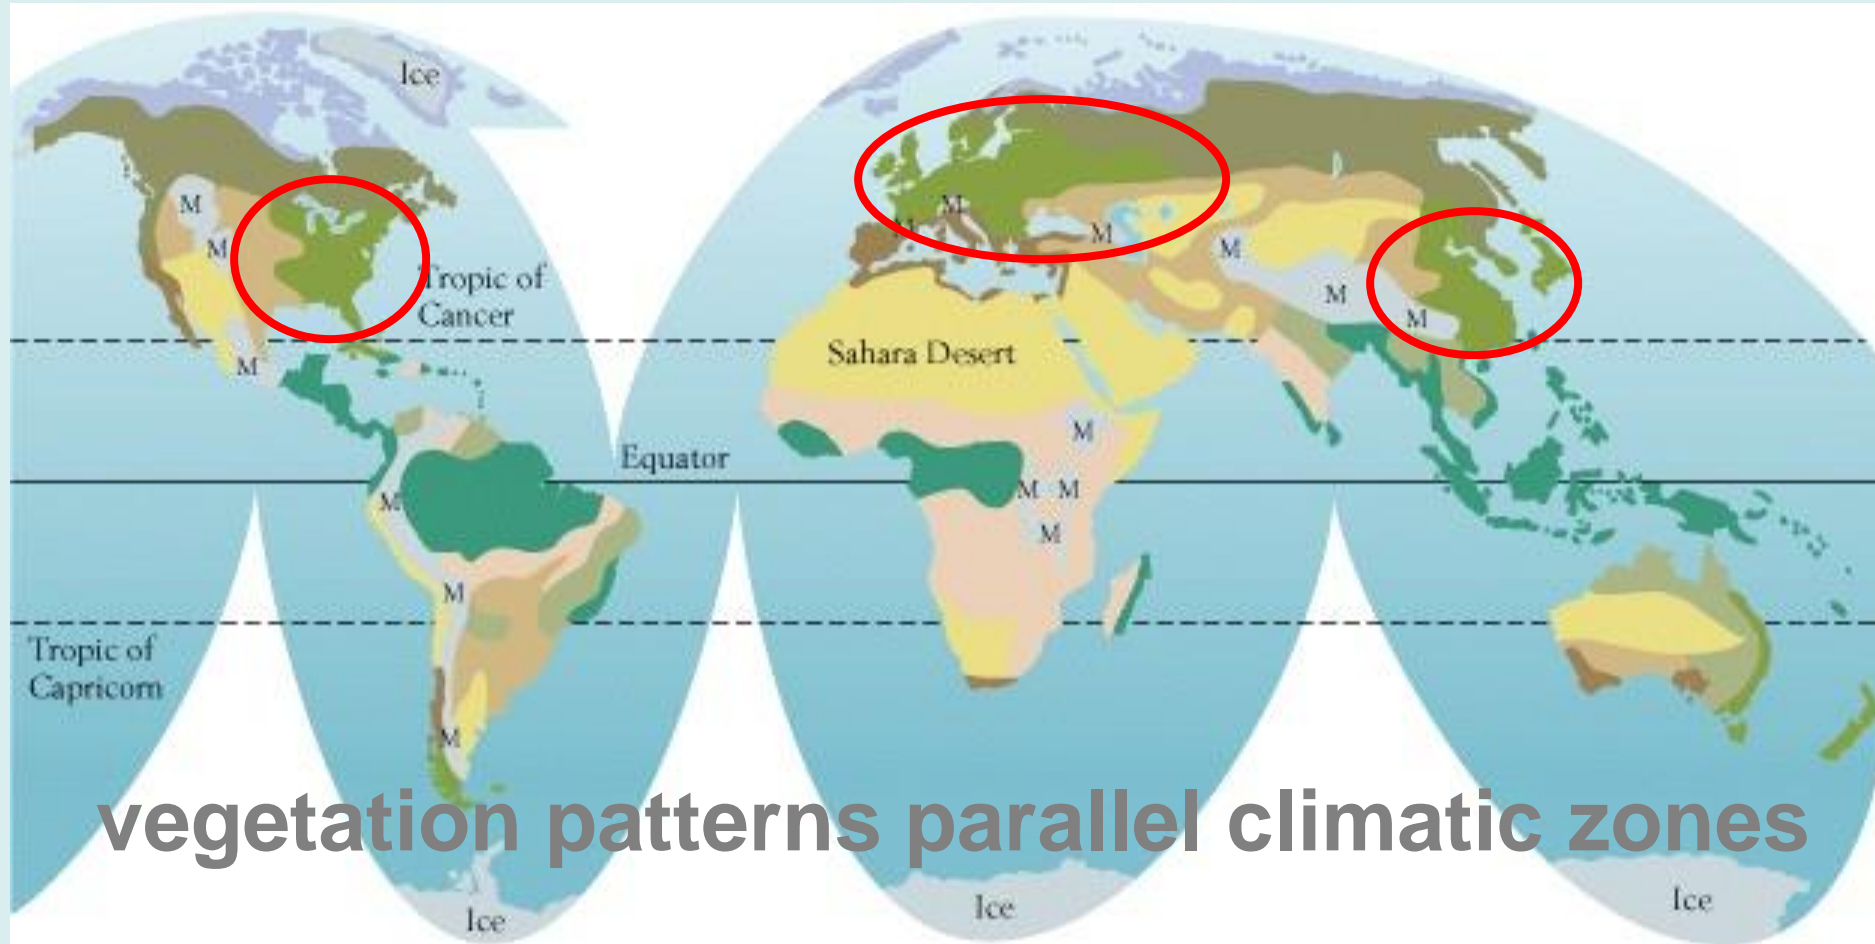 Ice
M
M
M
M
M
M
M
M
M
Tropic of
Cancer
Sahara Desert
M
M
Equator
M
M
M
M
M
Tropic of
Capricorn
M
vegetation patterns parallel climatic zones
Ice
Ice
Ice